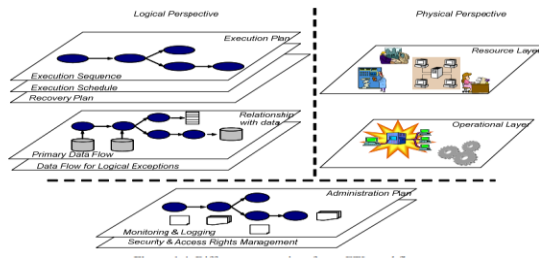 Logical Perspective
Physical Perspective
Execution Plan
Execution Sequence
Execution Schedule
Recovery Plan
Resource Layer
Relationship
with data
Primary Data Flow
Data Flow for Logical Exceptions
Operational Layer
Administration Plan
Monitoring & Logging
Security & Access Rights Management